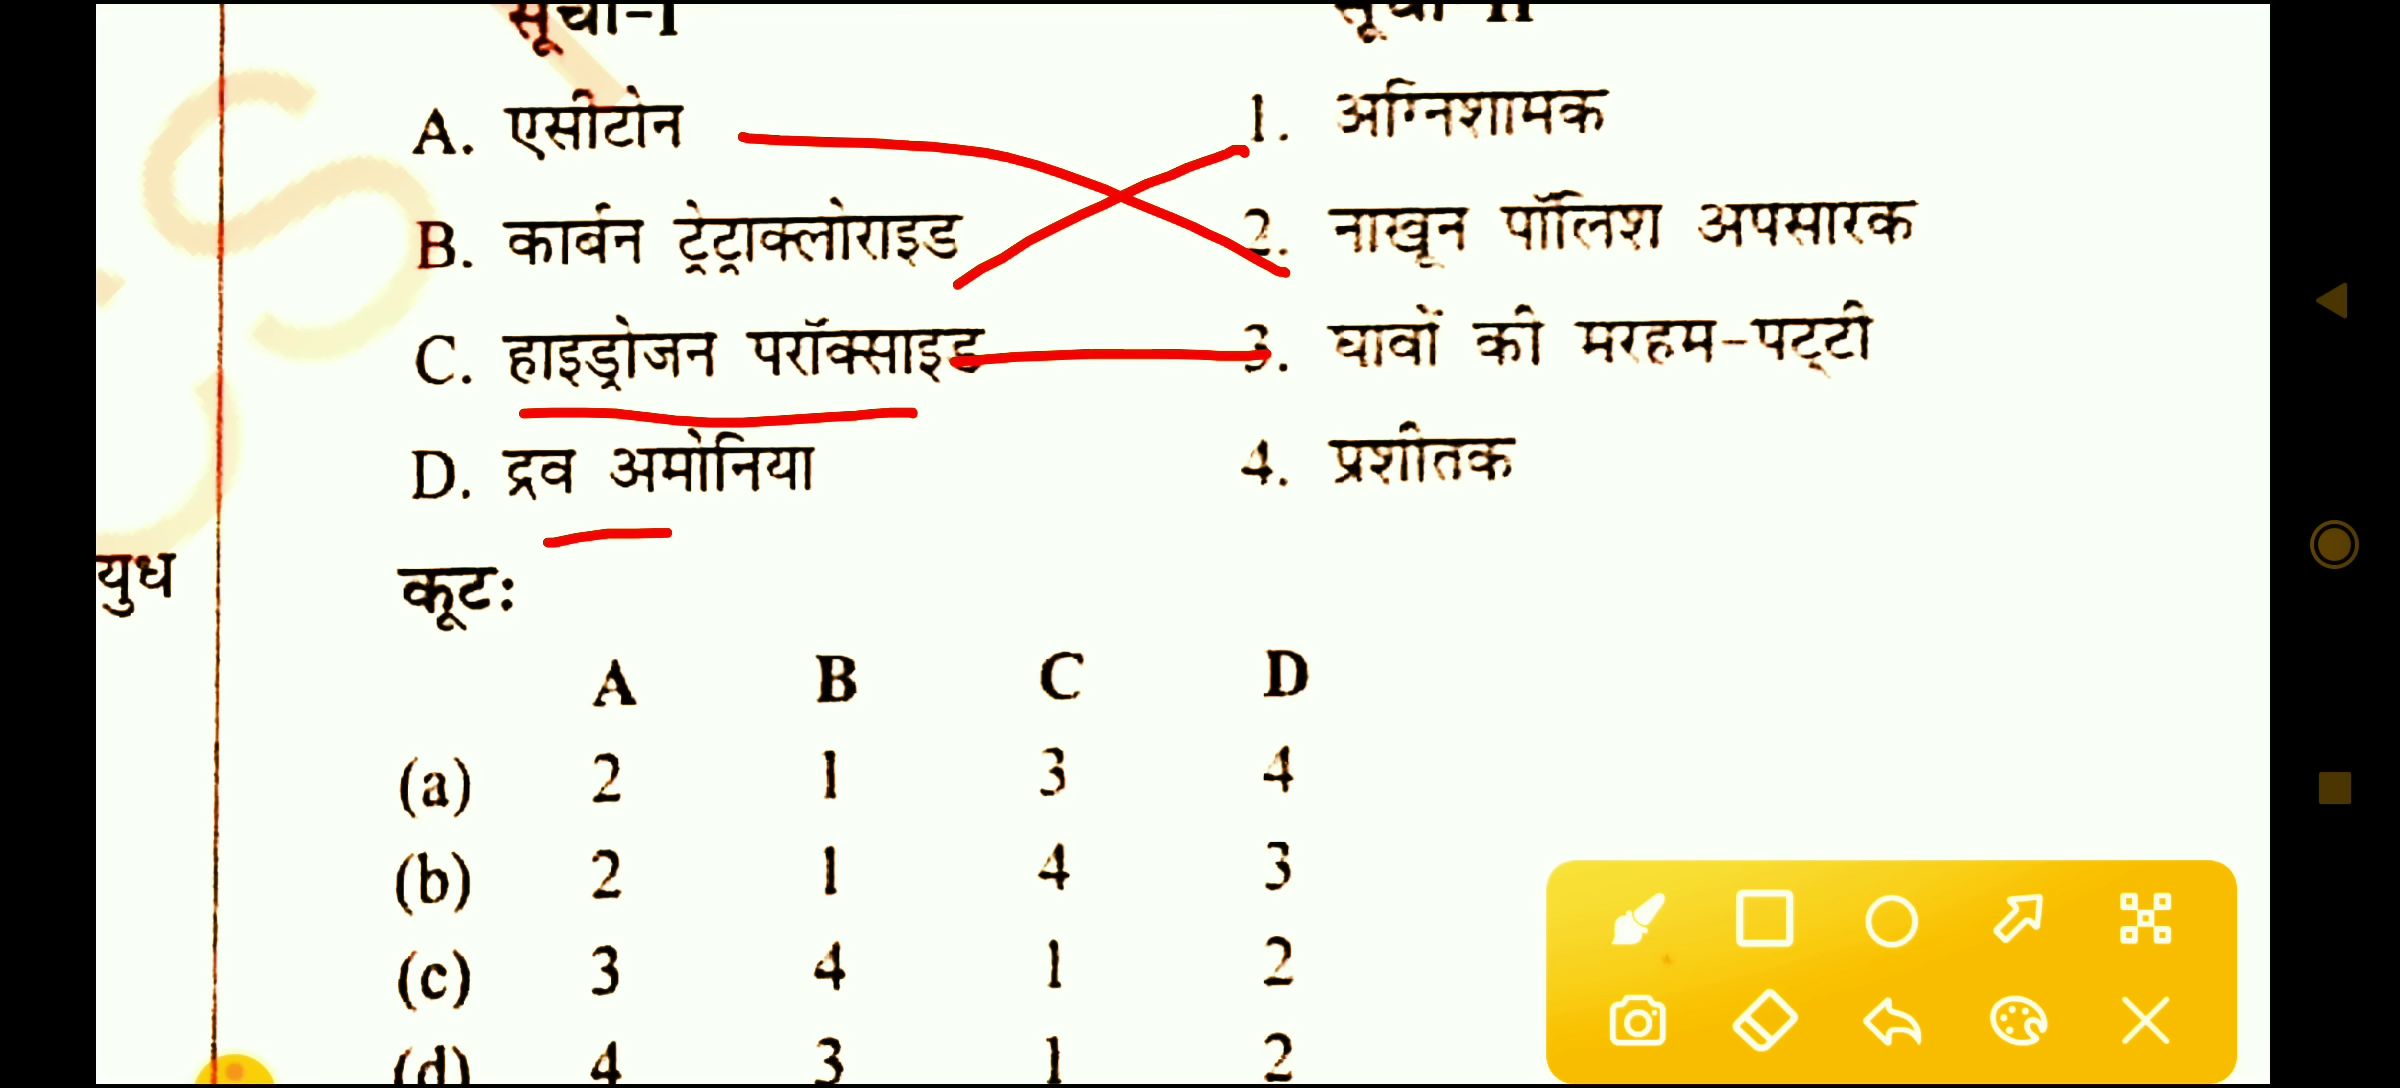 सूची-I सूची-II
A. एसीटोन 1. अग्निशामक
B. कार्बन टेट्राक्लोराइड 2. नाखून पॉलिश अपसारक
C. हाइड्रोजन परॉक्साइड 3. घावों की मरहम-पट्टी
D. द्रव अमोनिया 4. प्रशीतक
युध
कूटः
A B C D
(a) 2 1 3 4
(b) 2 1 4 3
(c) 3 4 1 2
(d) 4 3 1 2